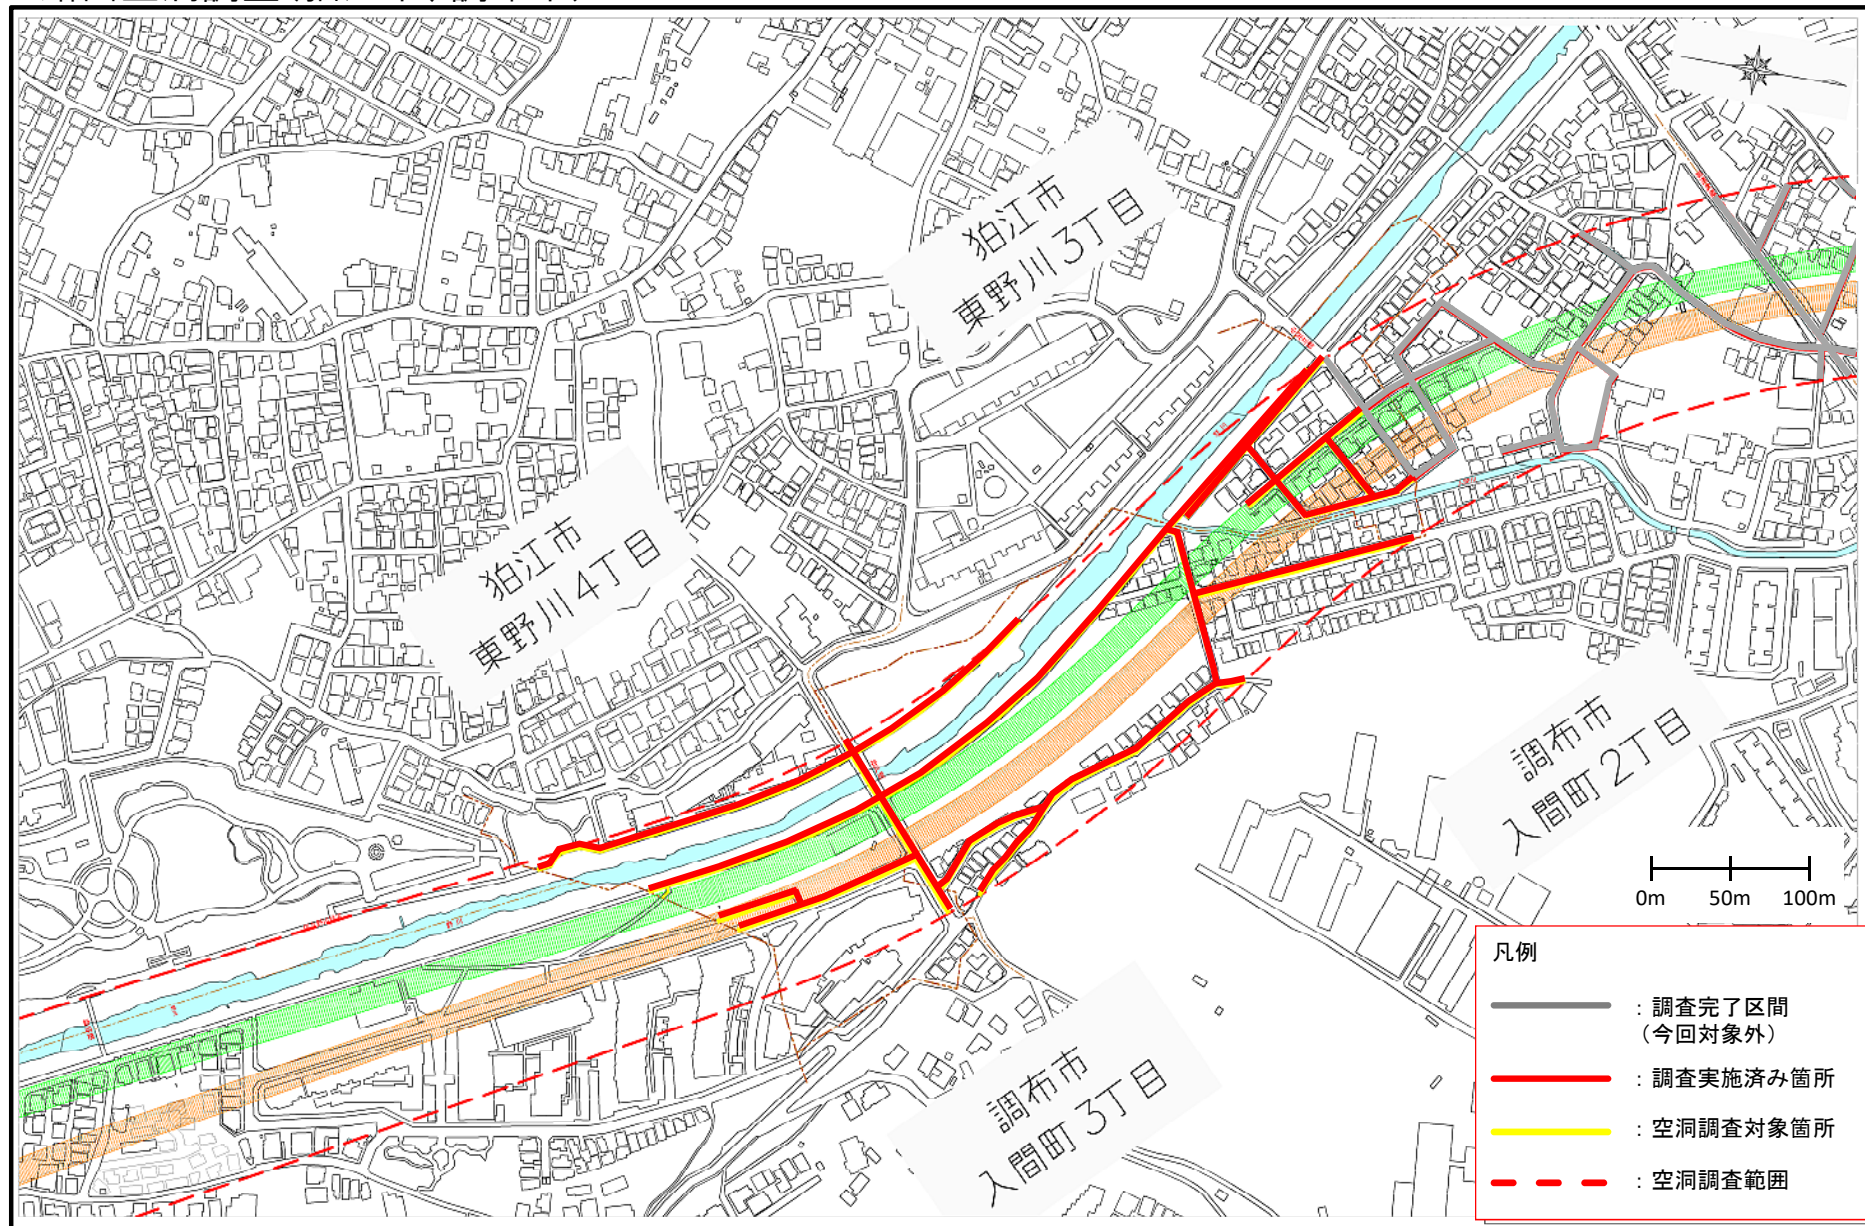 狛江市
東野川3丁目
狛江市
東野川4丁目
調布市
入間町2丁目
調布市
入間町3丁目
0m 50m 100m
凡例
：調査完了区間
（今回対象外）
：調査実施済み箇所
：空洞調査対象箇所
：空洞調査範囲